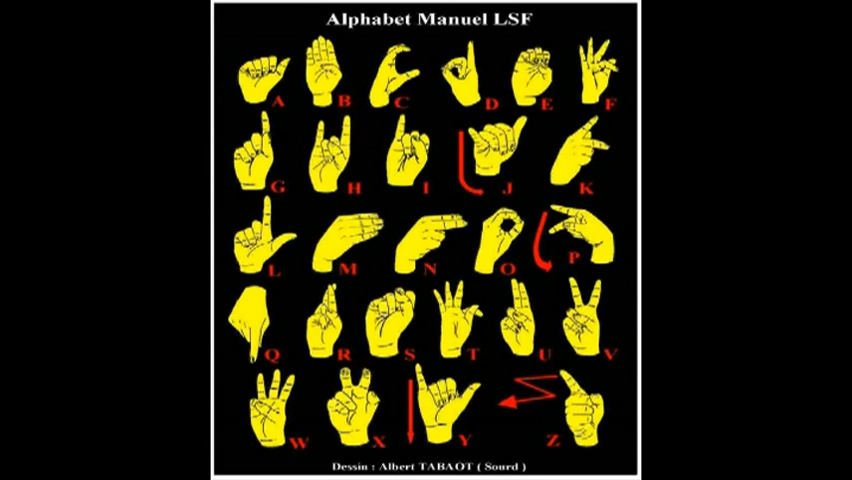 Alphabet Manuel LSF
A B C D E F
G H I J K
L M N O P
Q R S T U V
W X Y Z
Dessin : Albert TABAOT ( Sourd )